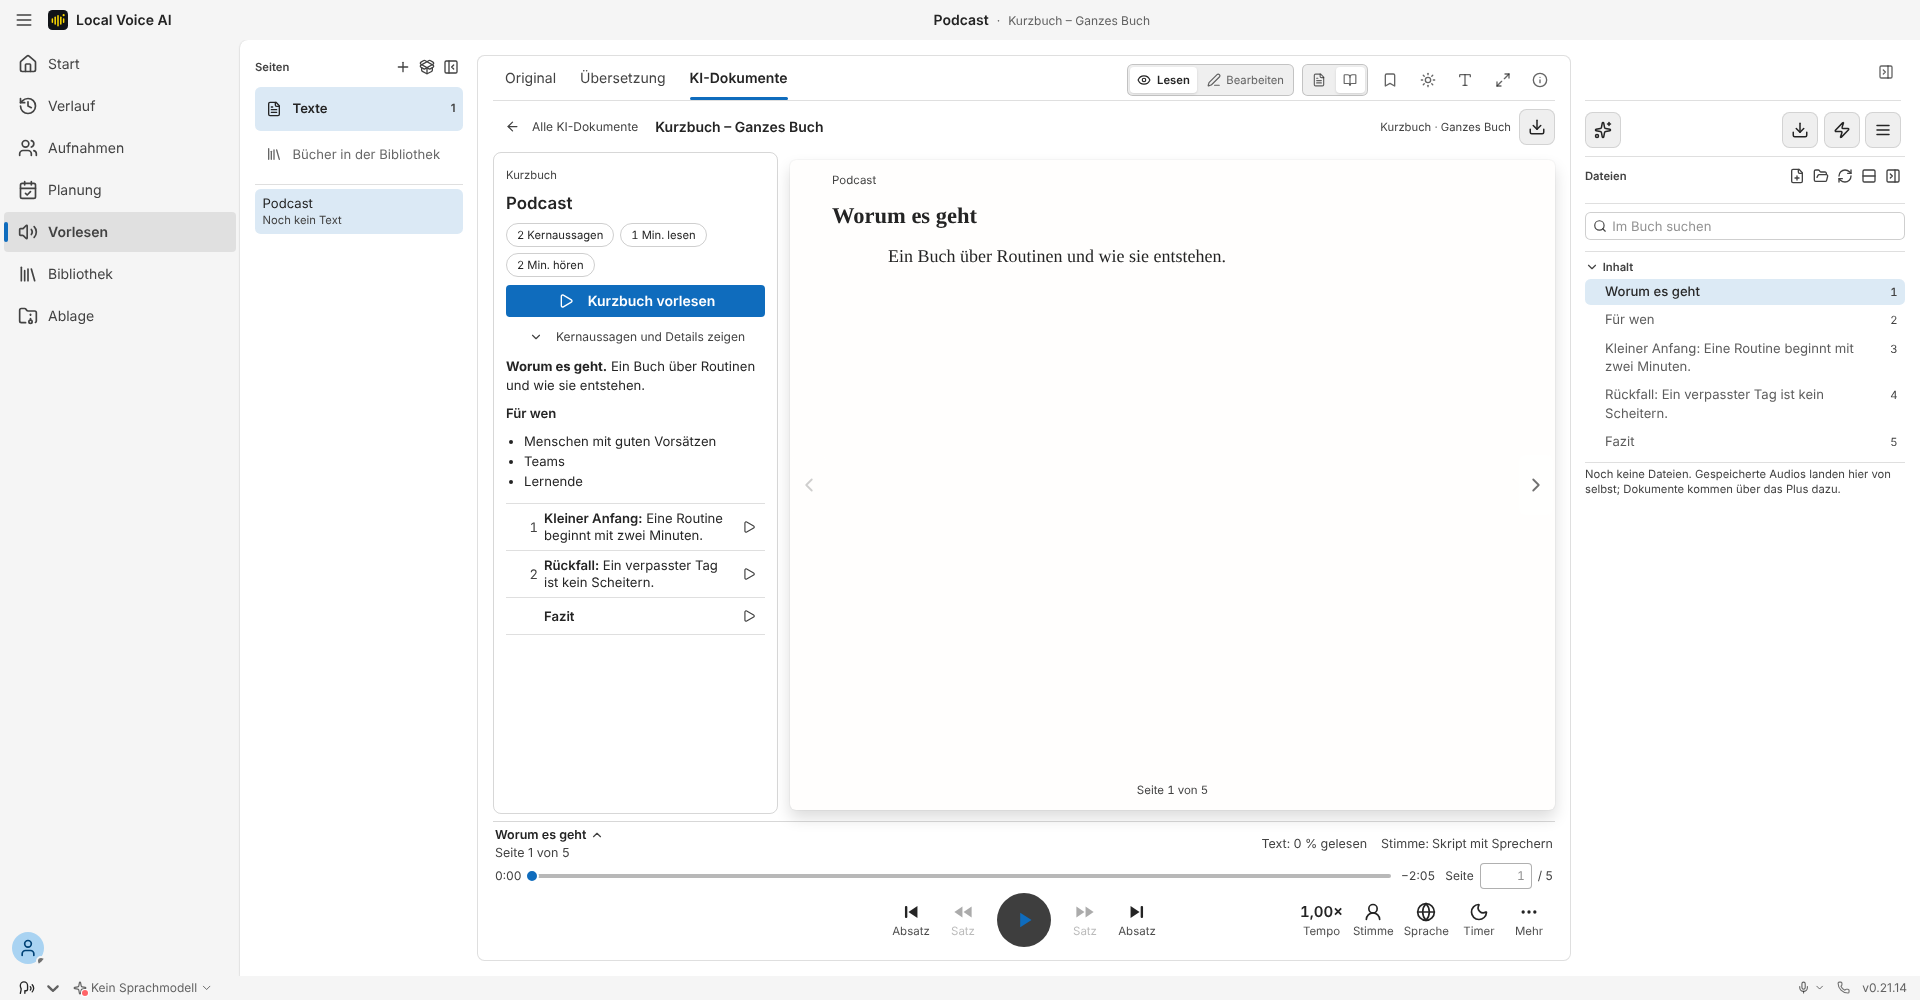 Local Voice AI
Podcast · Kurzbuch – Ganzes Buch
Start
Verlauf
Aufnahmen
Planung
Vorlesen
Bibliothek
Ablage
Seiten
Texte 1
Bücher in der Bibliothek
Podcast
Noch kein Text
Original Übersetzung KI-Dokumente
Lesen Bearbeiten
Alle KI-Dokumente Kurzbuch – Ganzes Buch
Kurzbuch · Ganzes Buch
Kurzbuch
Podcast
2 Kernaussagen 1 Min. lesen
2 Min. hören
Kurzbuch vorlesen
Kernaussagen und Details zeigen
Worum es geht. Ein Buch über Routinen
und wie sie entstehen.
Für wen
• Menschen mit guten Vorsätzen
• Teams
• Lernende
1 Kleiner Anfang: Eine Routine
beginnt mit zwei Minuten.
2 Rückfall: Ein verpasster Tag
ist kein Scheitern.
Fazit
Podcast
Worum es geht
Ein Buch über Routinen und wie sie entstehen.
Seite 1 von 5
Worum es geht
Seite 1 von 5
Text: 0 % gelesen Stimme: Skript mit Sprechern
0:00 −2:05 Seite 1 / 5
Absatz Satz Satz Absatz
1,00×
Tempo Stimme Sprache Timer Mehr
Dateien
Im Buch suchen
Inhalt
Worum es geht 1
Für wen 2
Kleiner Anfang: Eine Routine beginnt mit 3
zwei Minuten.
Rückfall: Ein verpasster Tag ist kein 4
Scheitern.
Fazit 5
Noch keine Dateien. Gespeicherte Audios landen hier von
selbst; Dokumente kommen über das Plus dazu.
Kein Sprachmodell
v0.21.14